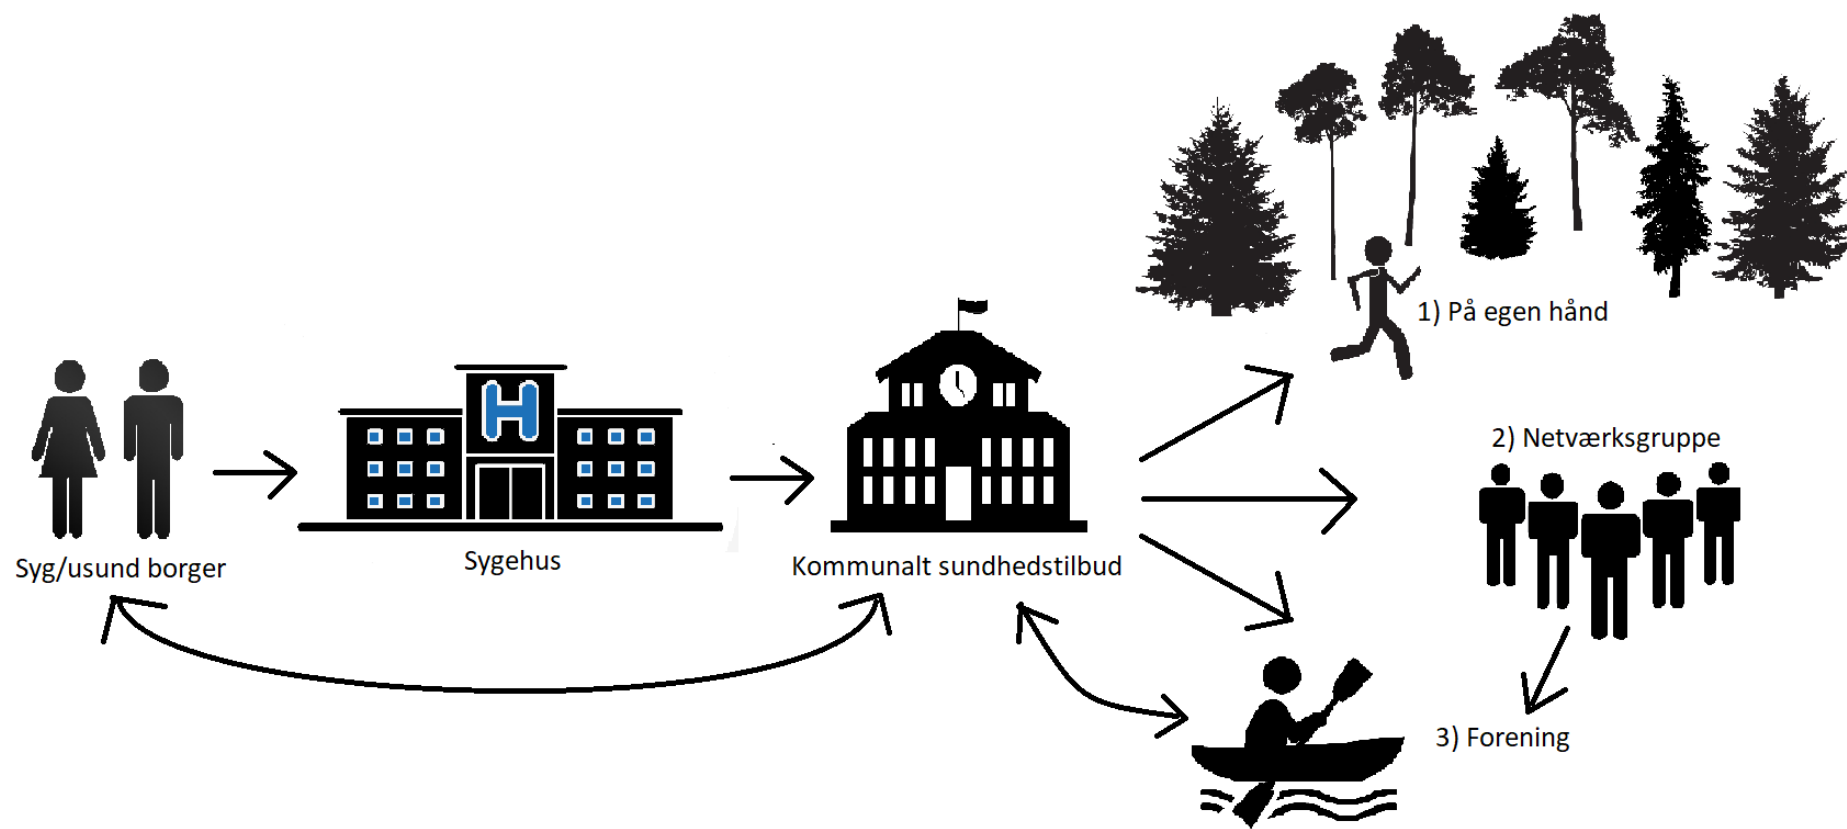 1) På egen hånd
2) Netværksgruppe
H
Syg/usund borger
Sygehus
Kommunalt sundhedstilbud
3) Forening